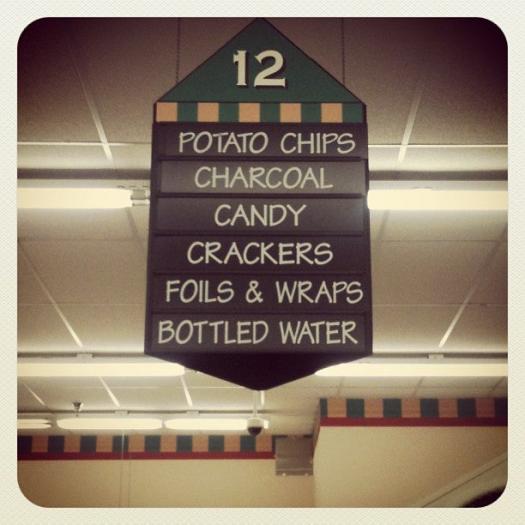 12
POTATO CHIPS
CHARCOAL
CANDY
CRACKERS
FOILS & WRAPS
BOTTLED WATER